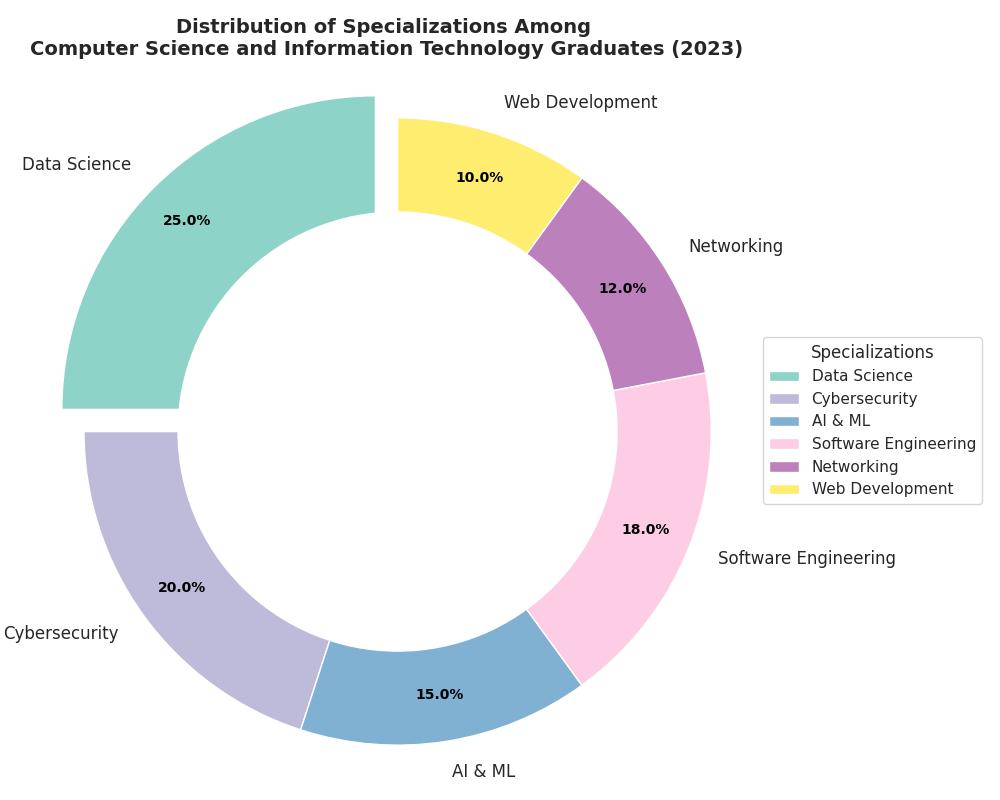 Distribution of Specializations Among
Computer Science and Information Technology Graduates (2023)
Web Development
Data Science
10.0%
25.0%
Networking
12.0%
Specializations
Data Science
Cybersecurity
AI & ML
Software Engineering
Networking
Web Development
18.0%
Software Engineering
20.0%
Cybersecurity
15.0%
AI & ML